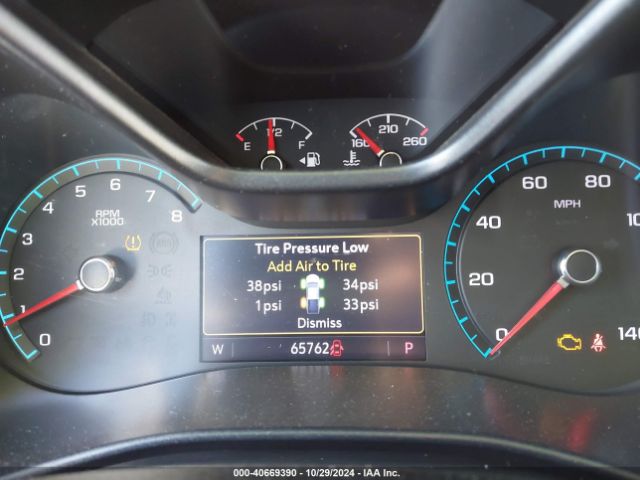 E 1/2 F
160 210 260
0 1 2 3 4 5 6 7 8
RPM
X1000
Tire Pressure Low
Add Air to Tire
38psi 34psi
1psi 33psi
Dismiss
W 65762 P
0 20 40 60 80
MPH
140
000-40669390 - 10/29/2024 - IAA Inc.